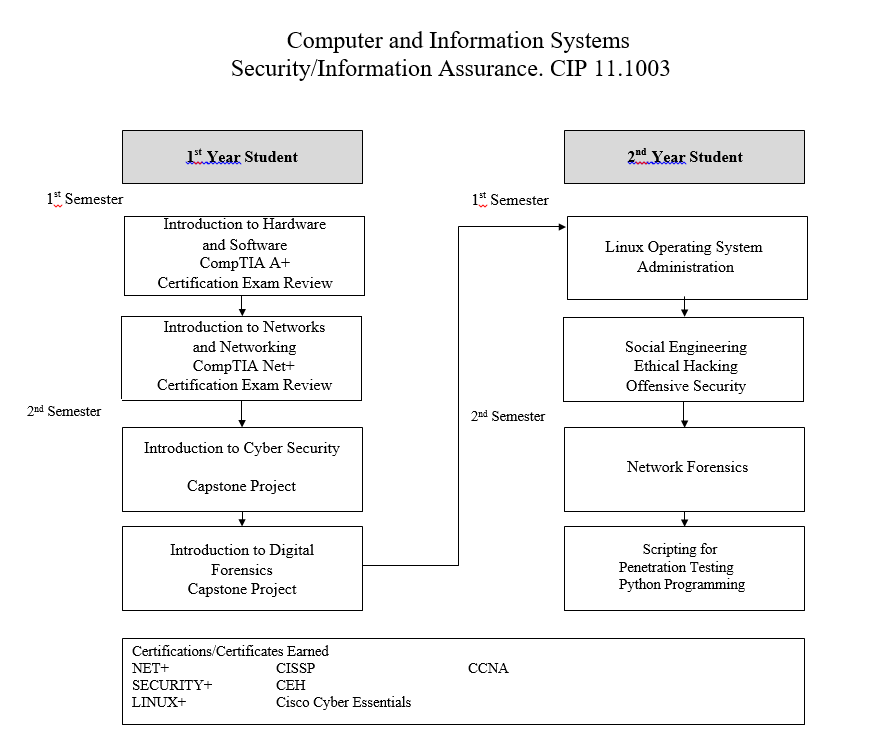 Computer and Information Systems
Security/Information Assurance. CIP 11.1003
1st Year Student
1st Semester
Introduction to Hardware
and Software
CompTIA A+
Certification Exam Review
Introduction to Networks
and Networking
CompTIA Net+
Certification Exam Review
2nd Semester
Introduction to Cyber Security
Capstone Project
Introduction to Digital
Forensics
Capstone Project
2nd Year Student
1st Semester
Linux Operating System
Administration
Social Engineering
Ethical Hacking
Offensive Security
2nd Semester
Network Forensics
Scripting for
Penetration Testing
Python Programming
Certifications/Certificates Earned
NET+ CISSP CCNA
SECURITY+ CEH
LINUX+ Cisco Cyber Essentials